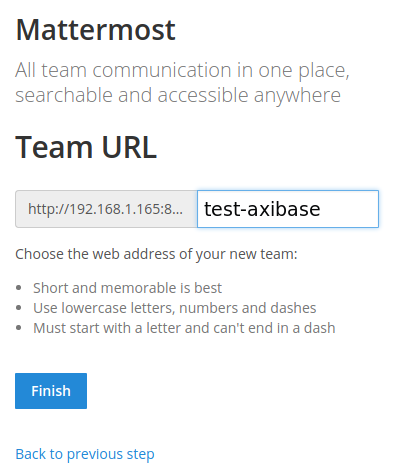 Mattermost
All team communication in one place,
searchable and accessible anywhere
Team URL
http://192.168.1.165:8... test-axibase
Choose the web address of your new team:
Short and memorable is best
Use lowercase letters, numbers and dashes
Must start with a letter and can't end in a dash
Finish
Back to previous step